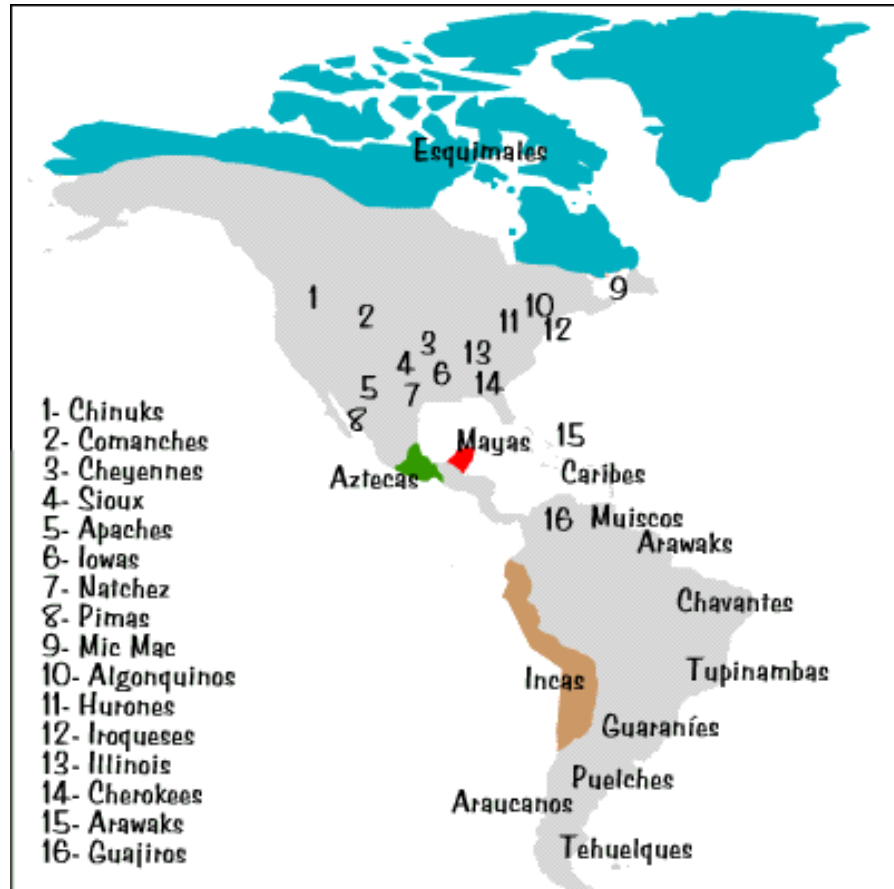 Esquimales
1
2
3
4
5
6
7
8
9
10
11
12
13
14
15
16
Mayas
Aztecas
Caribes
Muiscos
Arawaks
Chavantes
Incas
Tupinambas
Guaraníes
Puelches
Araucanos
Tehuelques
1- Chinuks
2- Comanches
3- Cheyennes
4- Sioux
5- Apaches
6- Iowas
7- Natchez
8- Pimas
9- Mic Mac
10- Algonquinos
11- Hurones
12- Iroqueses
13- Illinois
14- Cherokees
15- Arawaks
16- Guajiros